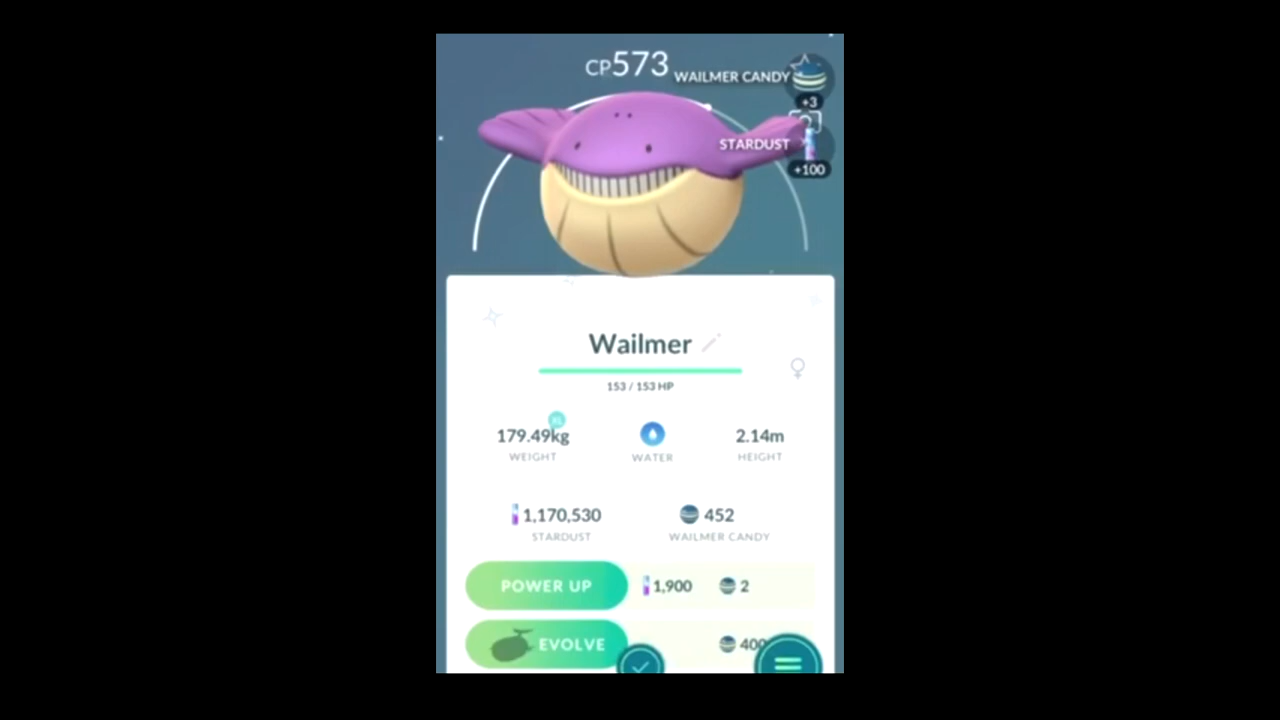 CP573
WAILMER CANDY
+3
STARDUST
+100
Wailmer
153 / 153 HP
179.49kg
XL
WEIGHT
WATER
2.14m
HEIGHT
1,170,530
STARDUST
452
WAILMER CANDY
POWER UP
1,900
2
EVOLVE
400